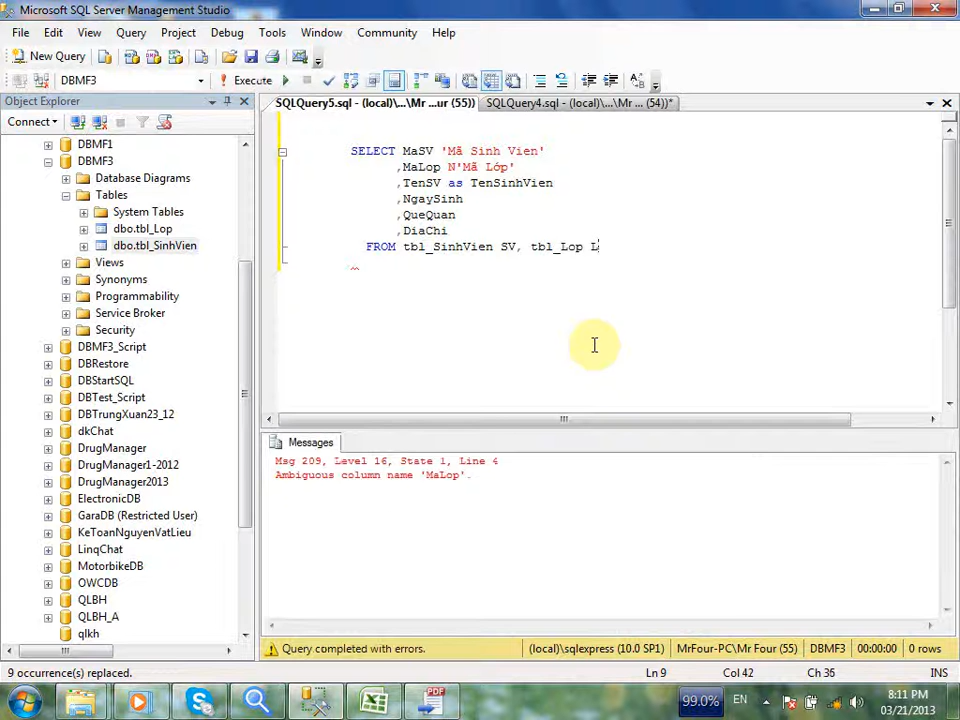 Microsoft SQL Server Management Studio
File Edit View Query Project Debug Tools Window Community Help
New Query
DBMF3 Execute
Object Explorer
SQLQuery5.sql - (local)\...\Mr ...ur (55)) SQLQuery4.sql - (local)\...\Mr ... (54))*
Connect
DBMF1
DBMF3
Database Diagrams
Tables
System Tables
dbo.tbl_Lop
dbo.tbl_SinhVien
Views
Synonyms
Programmability
Service Broker
Security
DBMF3_Script
DBRestore
DBStartSQL
DBTest_Script
DBTrungXuan23_12
dkChat
DrugManager
DrugManager1-2012
DrugManager2013
ElectronicDB
GaraDB (Restricted User)
KeToanNguyenVatLieu
LinqChat
MotorbikeDB
OWCDB
QLBH
QLBH_A
qlkh
SELECT MaSV 'Mã Sinh Vien'
,MaLop N'Mã Lớp'
,TenSV as TenSinhVien
,NgaySinh
,QueQuan
,DiaChi
FROM tbl_SinhVien SV, tbl_Lop L
Messages
Msg 209, Level 16, State 1, Line 4
Ambiguous column name 'MaLop'.
Query completed with errors. (local)\sqlexpress (10.0 SP1) MrFour-PC\Mr Four (55) DBMF3 00:00:00 0 rows
9 occurrence(s) replaced. Ln 9 Col 42 Ch 36 INS
99.0% EN 8:11 PM
03/21/2013